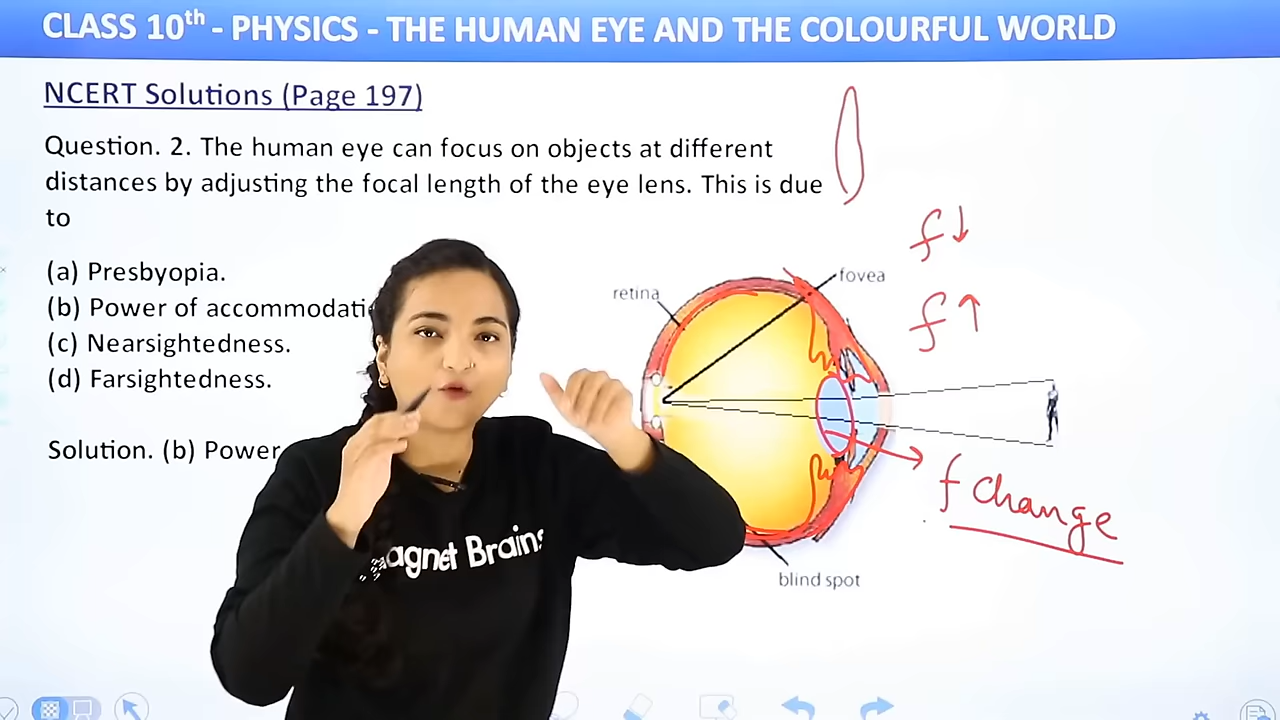 CLASS 10th - PHYSICS - THE HUMAN EYE AND THE COLOURFUL WORLD
NCERT Solutions (Page 197)
Question. 2. The human eye can focus on objects at different
distances by adjusting the focal length of the eye lens. This is due
to
(a) Presbyopia.
(b) Power of accommodati
(c) Nearsightedness.
(d) Farsightedness.
Solution. (b) Power
f↓
f↑
fovea
retina
f change
blind spot
agnet Brains